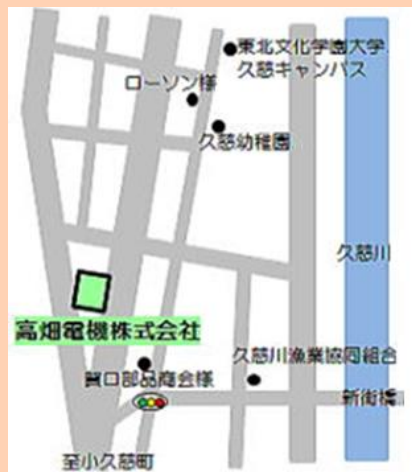 東北文化学園大学
久慈キャンパス
ローソン様
久慈幼稚園
久慈川
高畑電機株式会社
久慈川漁業協同組合
賀口部品商会様
新街橋
至小久慈町